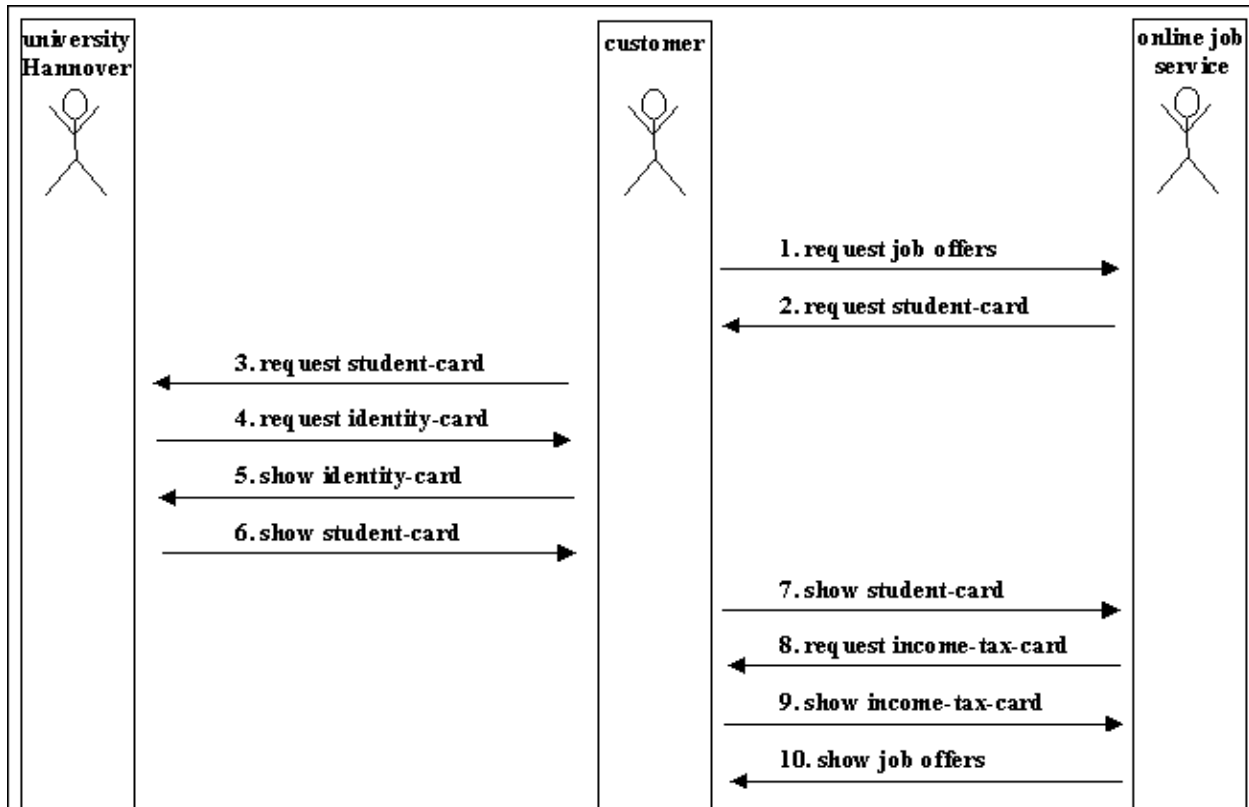 university
Hannover
customer
online job
service
1. request job offers
2. request student-card
3. request student-card
4. request identity-card
5. show identity-card
6. show student-card
7. show student-card
8. request income-tax-card
9. show income-tax-card
10. show job offers